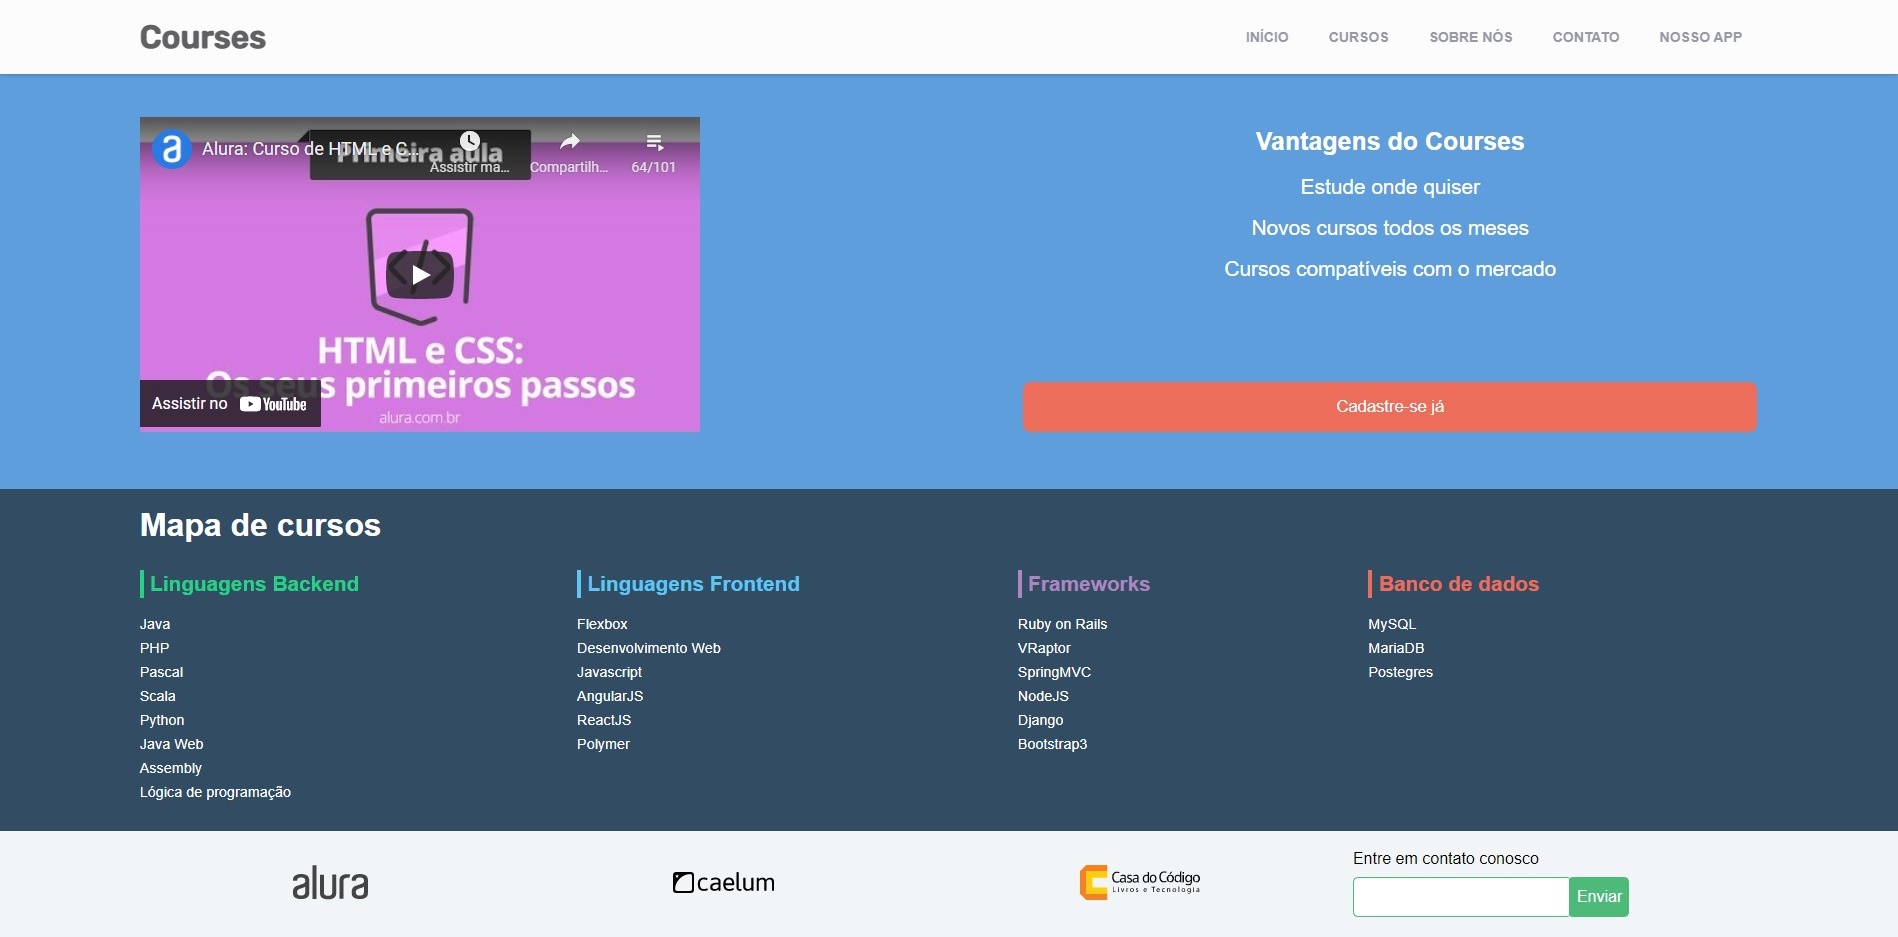 Courses
INÍCIO
CURSOS
SOBRE NÓS
CONTATO
NOSSO APP
Alura: Curso de HTML e C...
Primeira aula
Assistir ma...
Compartilh...
64/101
HTML e CSS:
Os seus primeiros passos
alura.com.br
Assistir no YouTube
Vantagens do Courses
Estude onde quiser
Novos cursos todos os meses
Cursos compatíveis com o mercado
Cadastre-se já
Mapa de cursos
Linguagens Backend
Java
PHP
Pascal
Scala
Python
Java Web
Assembly
Lógica de programação
Linguagens Frontend
Flexbox
Desenvolvimento Web
Javascript
AngularJS
ReactJS
Polymer
Frameworks
Ruby on Rails
VRaptor
SpringMVC
NodeJS
Django
Bootstrap3
Banco de dados
MySQL
MariaDB
Postegres
alura
caelum
Casa do Código
Livros e Tecnologia
Entre em contato conosco
Enviar